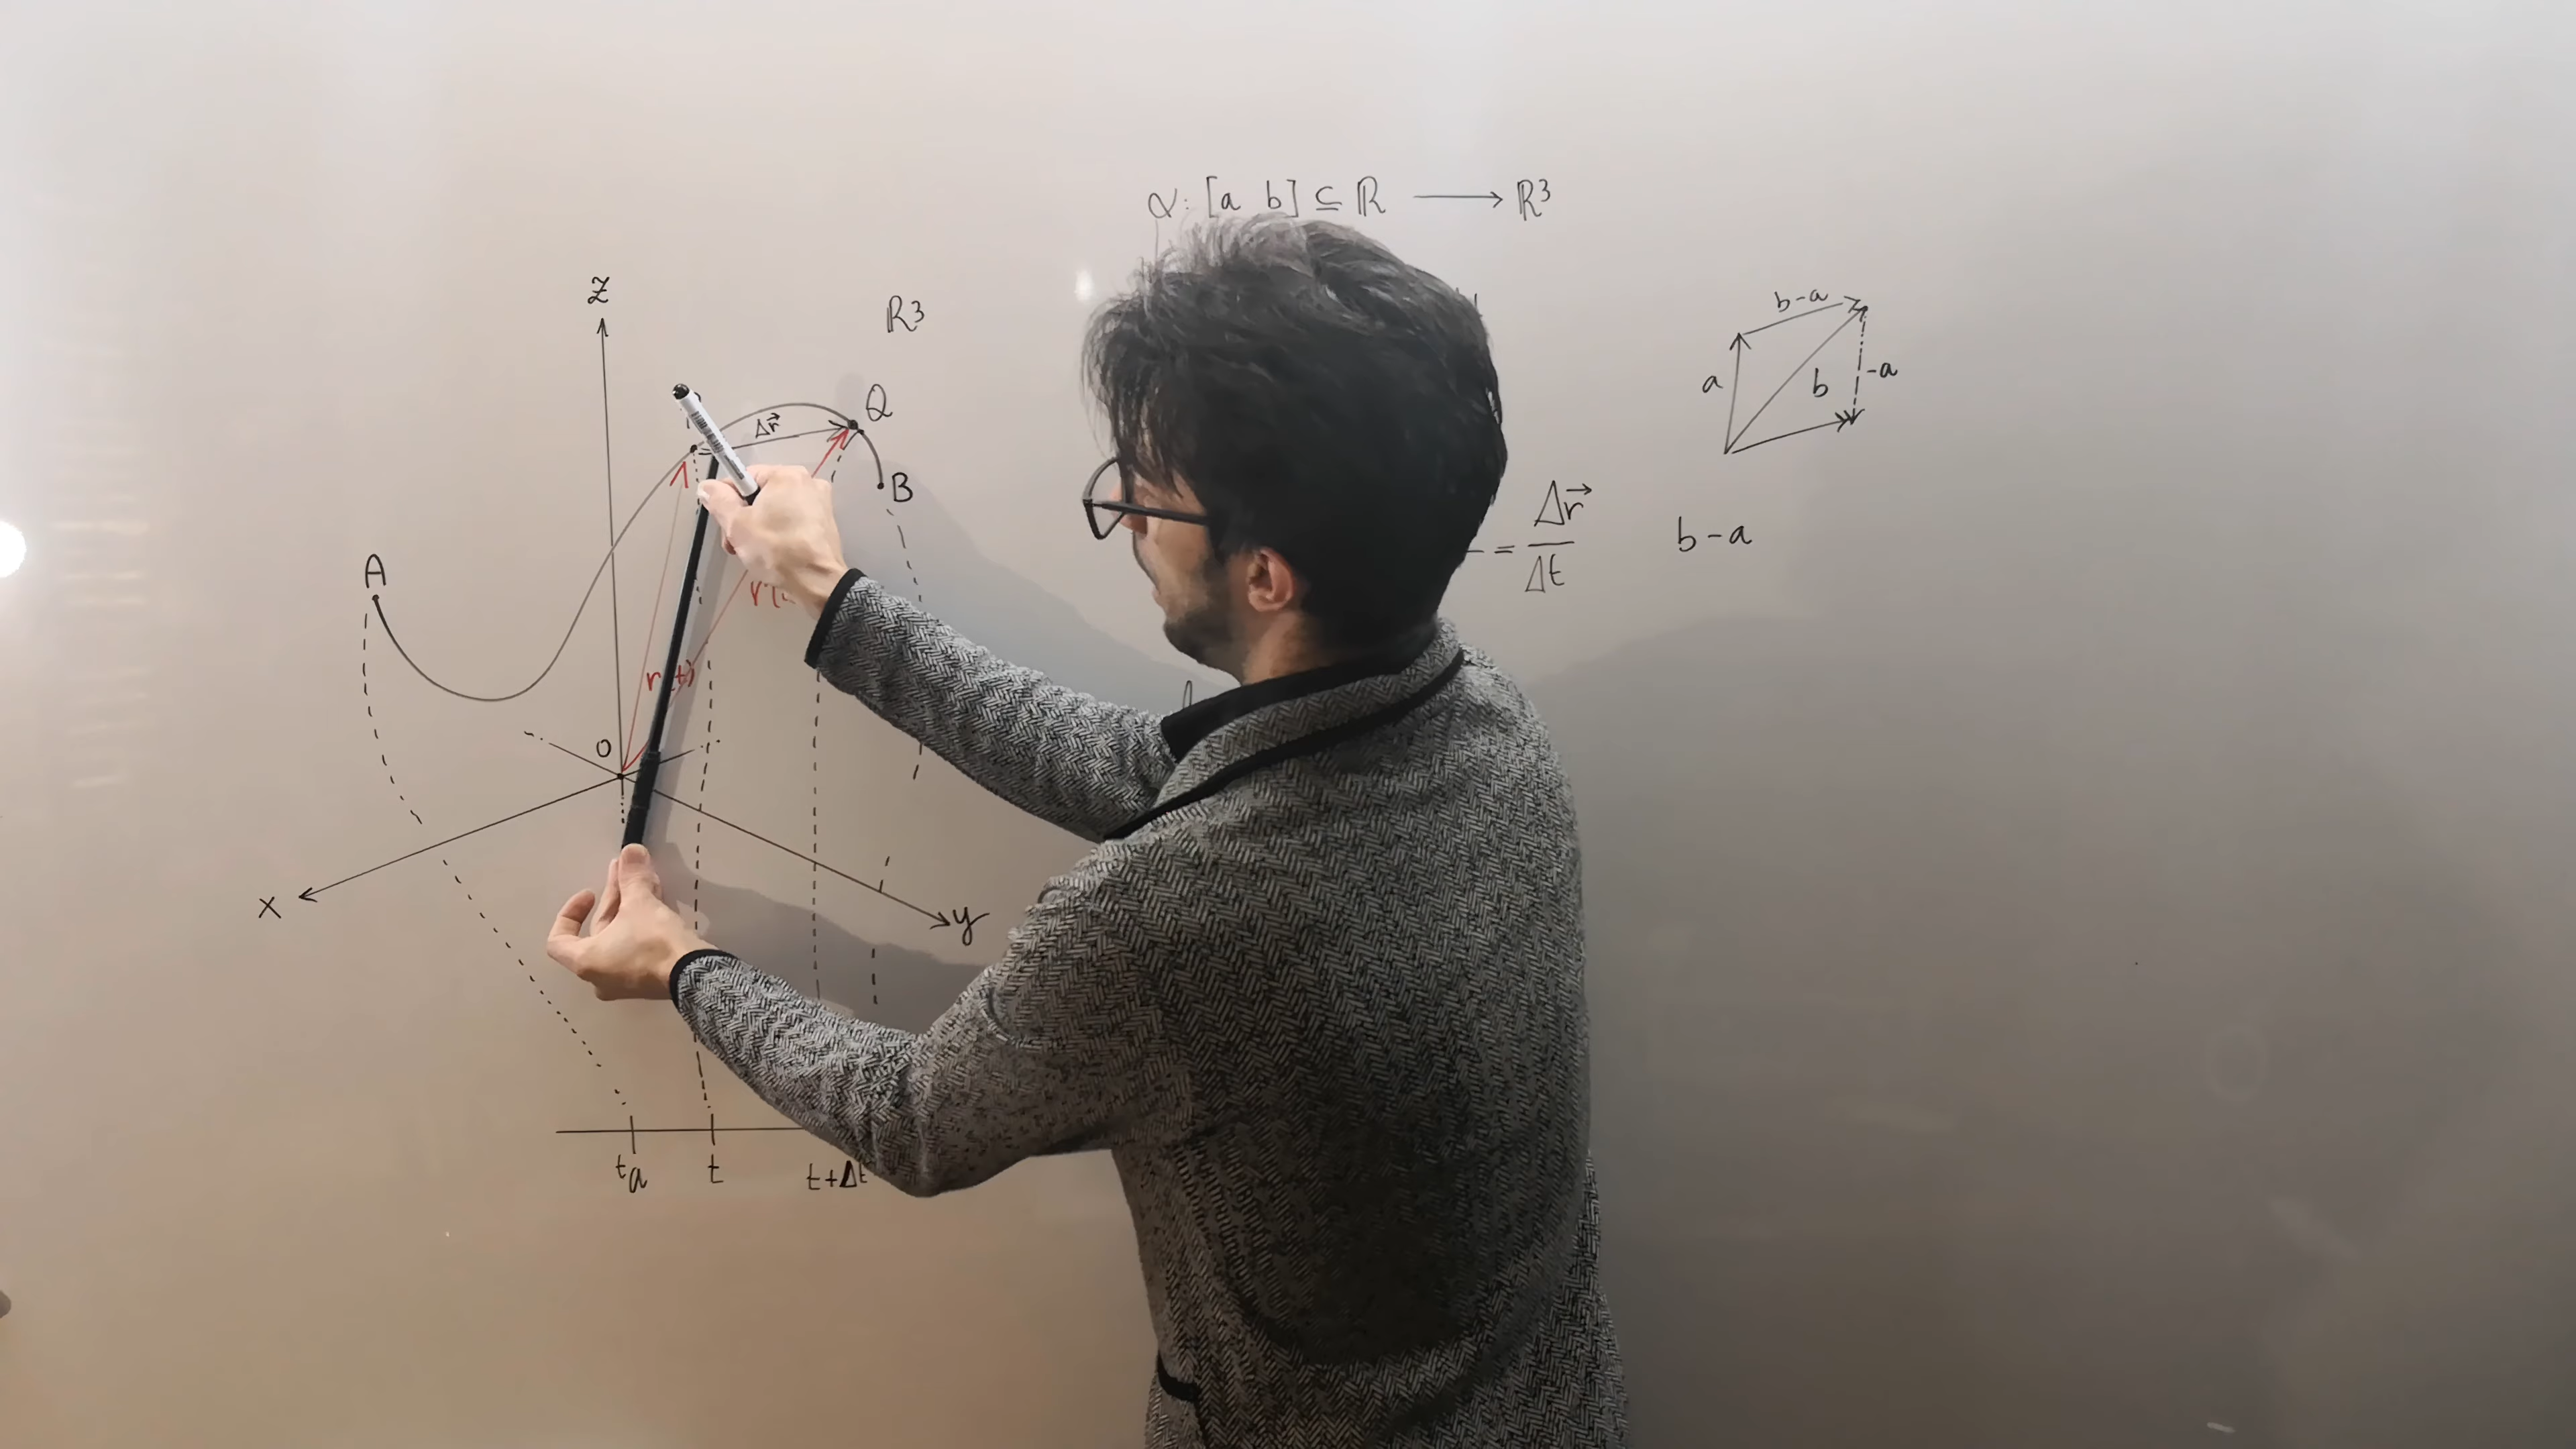 α: [a b] ⊆ ℝ ⟶ ℝ³
z
ℝ³
b-a
a
b
-a
Q
Δr⃗
B
A
= Δr⃗ / Δt
b-a
r(t)
O
x
y
t_a t t+Δt